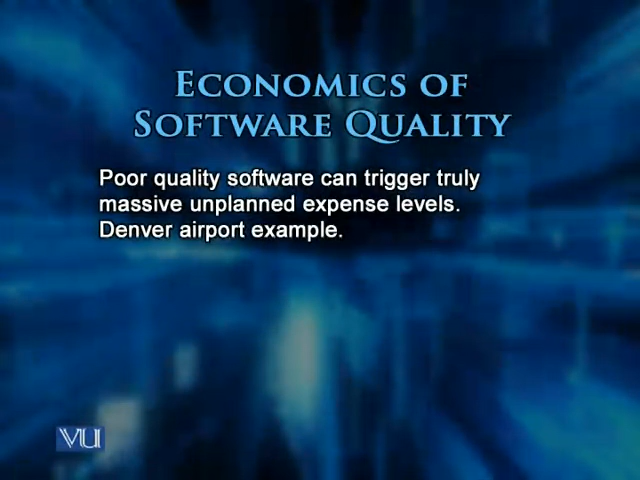 Economics of
Software Quality
Poor quality software can trigger truly
massive unplanned expense levels.
Denver airport example.
VU